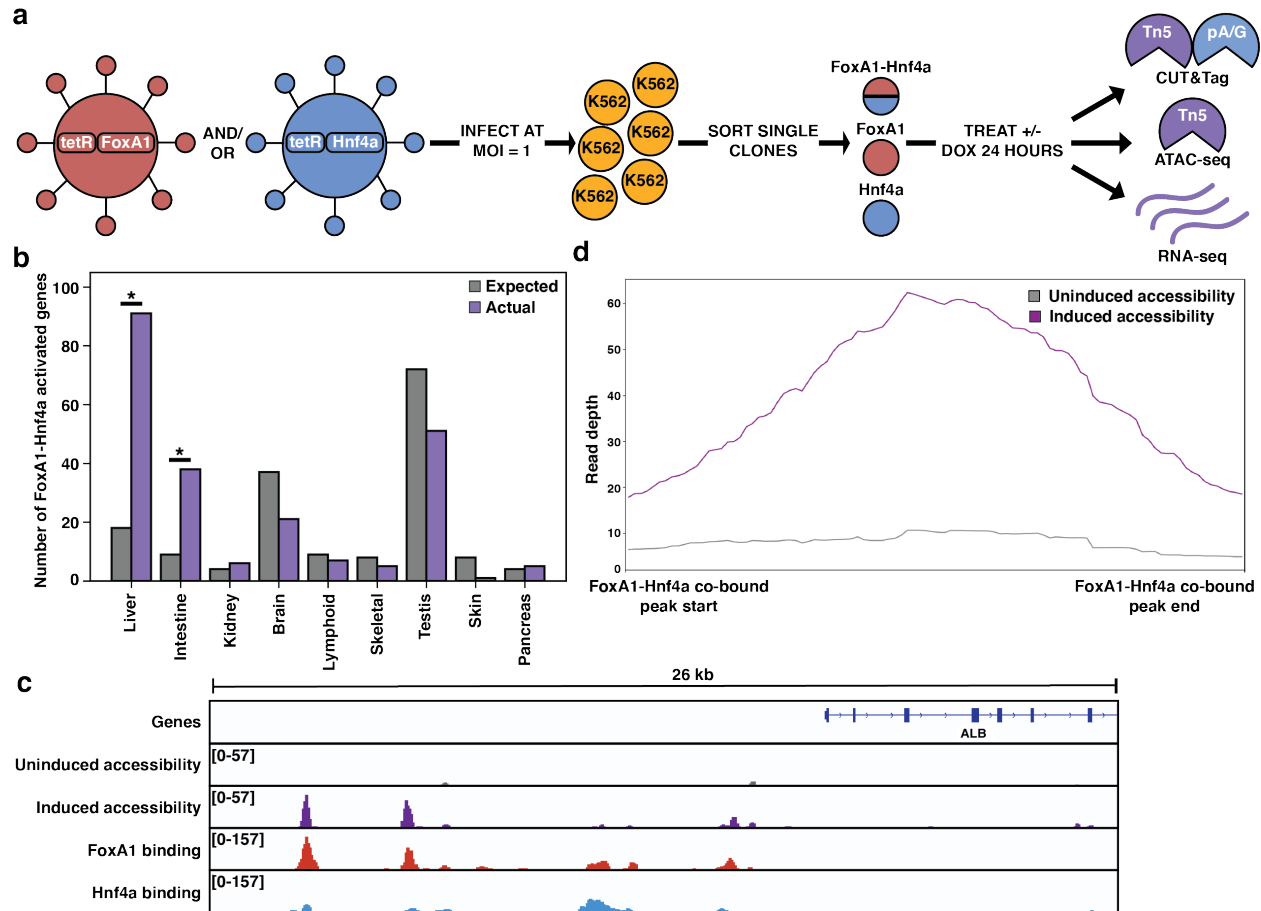 a
tetR FoxA1
AND/
OR
tetR Hnf4a
INFECT AT
MOI = 1
K562
K562
K562
K562
K562
K562
SORT SINGLE
CLONES
FoxA1-Hnf4a
FoxA1
Hnf4a
TREAT +/-
DOX 24 HOURS
Tn5
pA/G
CUT&Tag
Tn5
ATAC-seq
RNA-seq
b
Number of FoxA1-Hnf4a activated genes
100
80
60
40
20
0
*
*
Expected
Actual
Liver
Intestine
Kidney
Brain
Lymphoid
Skeletal
Testis
Skin
Pancreas
d
Read depth
60
50
40
30
20
10
0
Uninduced accessibility
Induced accessibility
FoxA1-Hnf4a co-bound
peak start
FoxA1-Hnf4a co-bound
peak end
c
26 kb
Genes
ALB
Uninduced accessibility
[0-57]
Induced accessibility
[0-57]
FoxA1 binding
[0-157]
Hnf4a binding
[0-157]